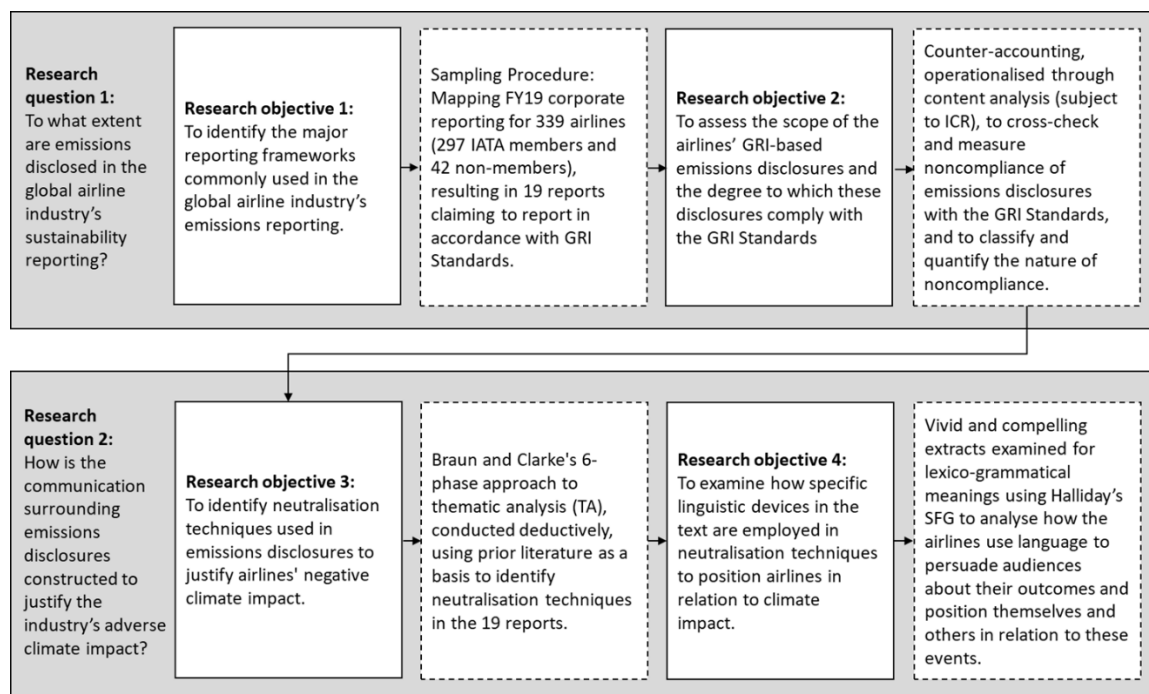 Research
question 1:
To what extent
are emissions
disclosed in the
global airline
industry’s
sustainability
reporting?
Research objective 1:
To identify the major
reporting frameworks
commonly used in the
global airline industry’s
emissions reporting.
Sampling Procedure:
Mapping FY19 corporate
reporting for 339 airlines
(297 IATA members and
42 non-members),
resulting in 19 reports
claiming to report in
accordance with GRI
Standards.
Research objective 2:
To assess the scope of the
airlines’ GRI-based
emissions disclosures and
the degree to which these
disclosures comply with
the GRI Standards
Counter-accounting,
operationalised through
content analysis (subject
to ICR), to cross-check
and measure
noncompliance of
emissions disclosures
with the GRI Standards,
and to classify and
quantify the nature of
noncompliance.
Research
question 2:
How is the
communication
surrounding
emissions
disclosures
constructed to
justify the
industry’s adverse
climate impact?
Research objective 3:
To identify neutralisation
techniques used in
emissions disclosures to
justify airlines' negative
climate impact.
Braun and Clarke's 6-
phase approach to
thematic analysis (TA),
conducted deductively,
using prior literature as a
basis to identify
neutralisation techniques
in the 19 reports.
Research objective 4:
To examine how specific
linguistic devices in the
text are employed in
neutralisation techniques
to position airlines in
relation to climate
impact.
Vivid and compelling
extracts examined for
lexico-grammatical
meanings using Halliday’s
SFG to analyse how the
airlines use language to
persuade audiences
about their outcomes and
position themselves and
others in relation to these
events.